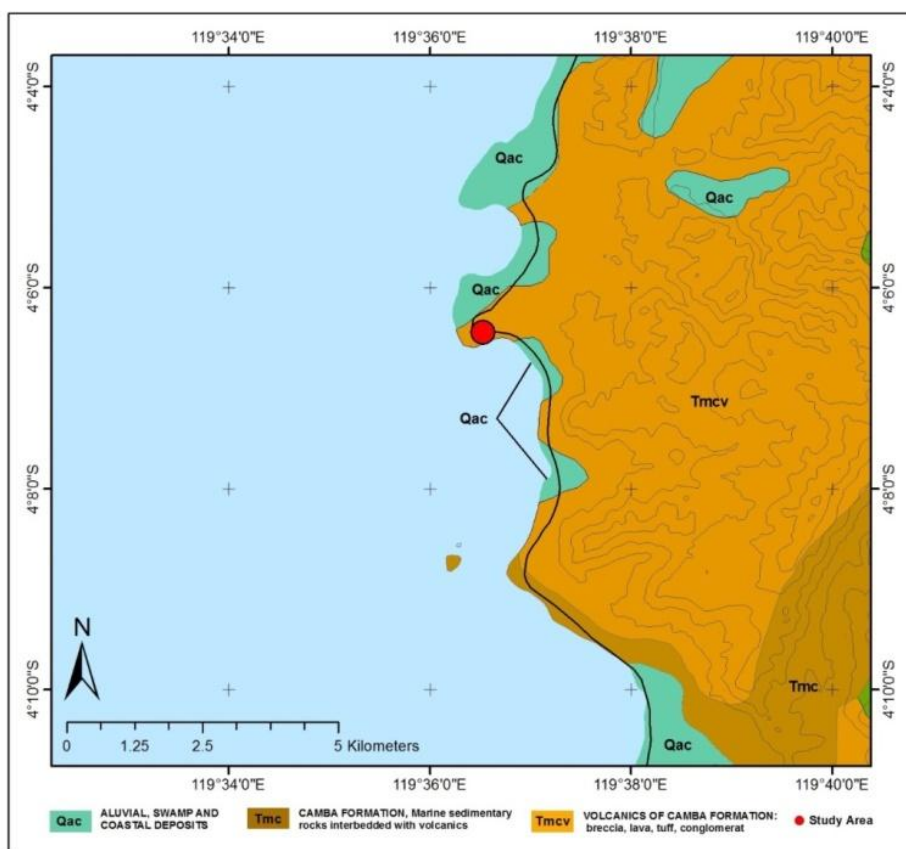 119°34'0"E 119°36'0"E 119°38'0"E 119°40'0"E
4°4'0"S 4°4'0"S
Qac
Qac
4°6'0"S 4°6'0"S
Qac
Tmcv
Qac
4°8'0"S 4°8'0"S
N
4°10'0"S 4°10'0"S
Tmc
0 1.25 2.5 5 Kilometers
Qac
119°34'0"E 119°36'0"E 119°38'0"E 119°40'0"E
Qac ALUVIAL, SWAMP AND
COASTAL DEPOSITS
Tmc CAMBA FORMATION, Marine sedimentary
rocks interbedded with volcanics
Tmcv VOLCANICS OF CAMBA FORMATION:
breccia, lava, tuff, conglomerat
Study Area